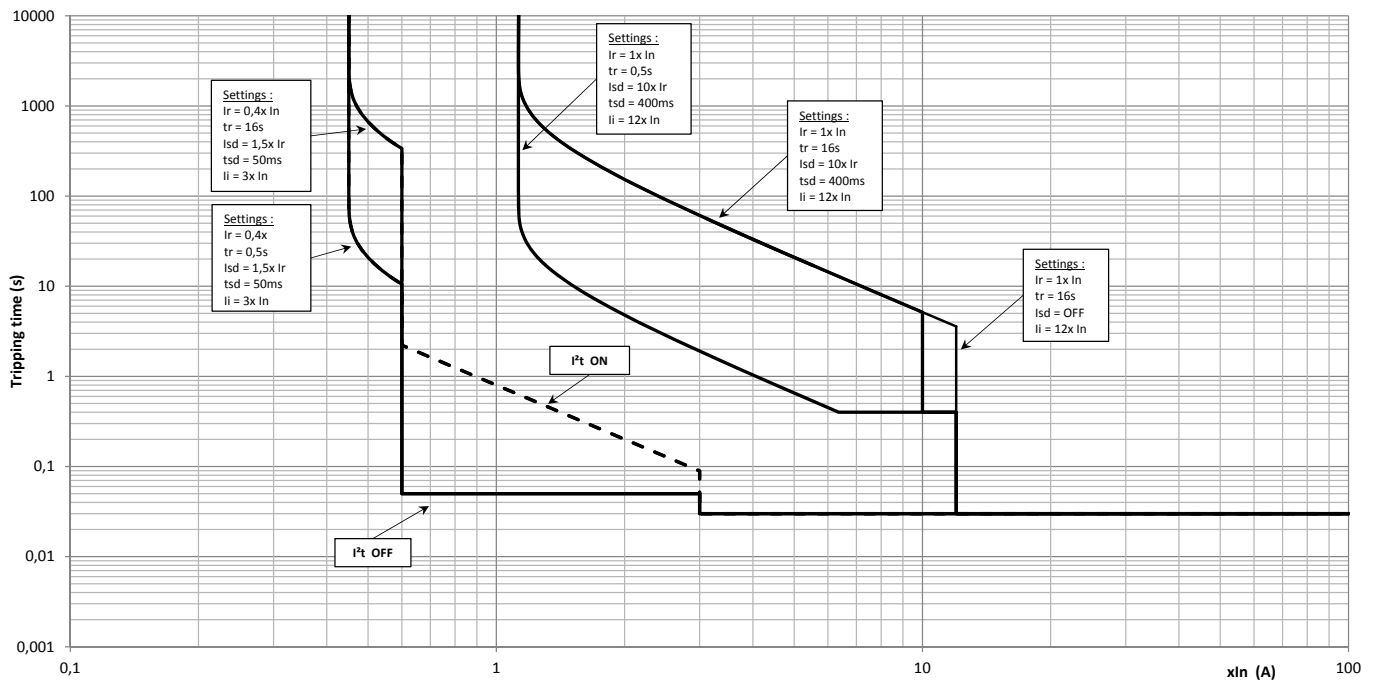 10000
1000
100
10
1
0,1
0,01
0,001
Tripping time (s)
0,1
1
10
100
xIn (A)
Settings :
Ir = 0,4x In
tr = 16s
Isd = 1,5x Ir
tsd = 50ms
Ii = 3x In
Settings :
Ir = 0,4x
tr = 0,5s
Isd = 1,5x Ir
tsd = 50ms
Ii = 3x In
Settings :
Ir = 1x In
tr = 0,5s
Isd = 10x Ir
tsd = 400ms
Ii = 12x In
Settings :
Ir = 1x In
tr = 16s
Isd = 10x Ir
tsd = 400ms
Ii = 12x In
Settings :
Ir = 1x In
tr = 16s
Isd = OFF
Ii = 12x In
I²t ON
I²t OFF